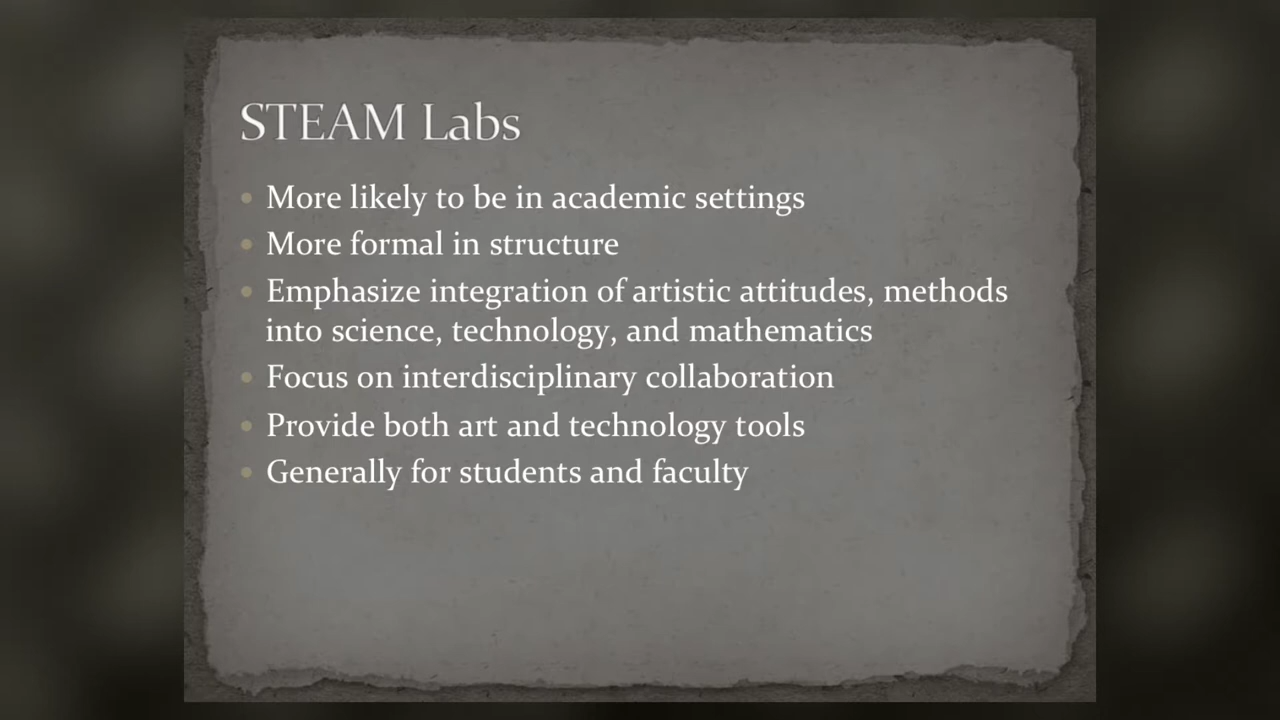 STEAM Labs
• More likely to be in academic settings
• More formal in structure
• Emphasize integration of artistic attitudes, methods
into science, technology, and mathematics
• Focus on interdisciplinary collaboration
• Provide both art and technology tools
• Generally for students and faculty